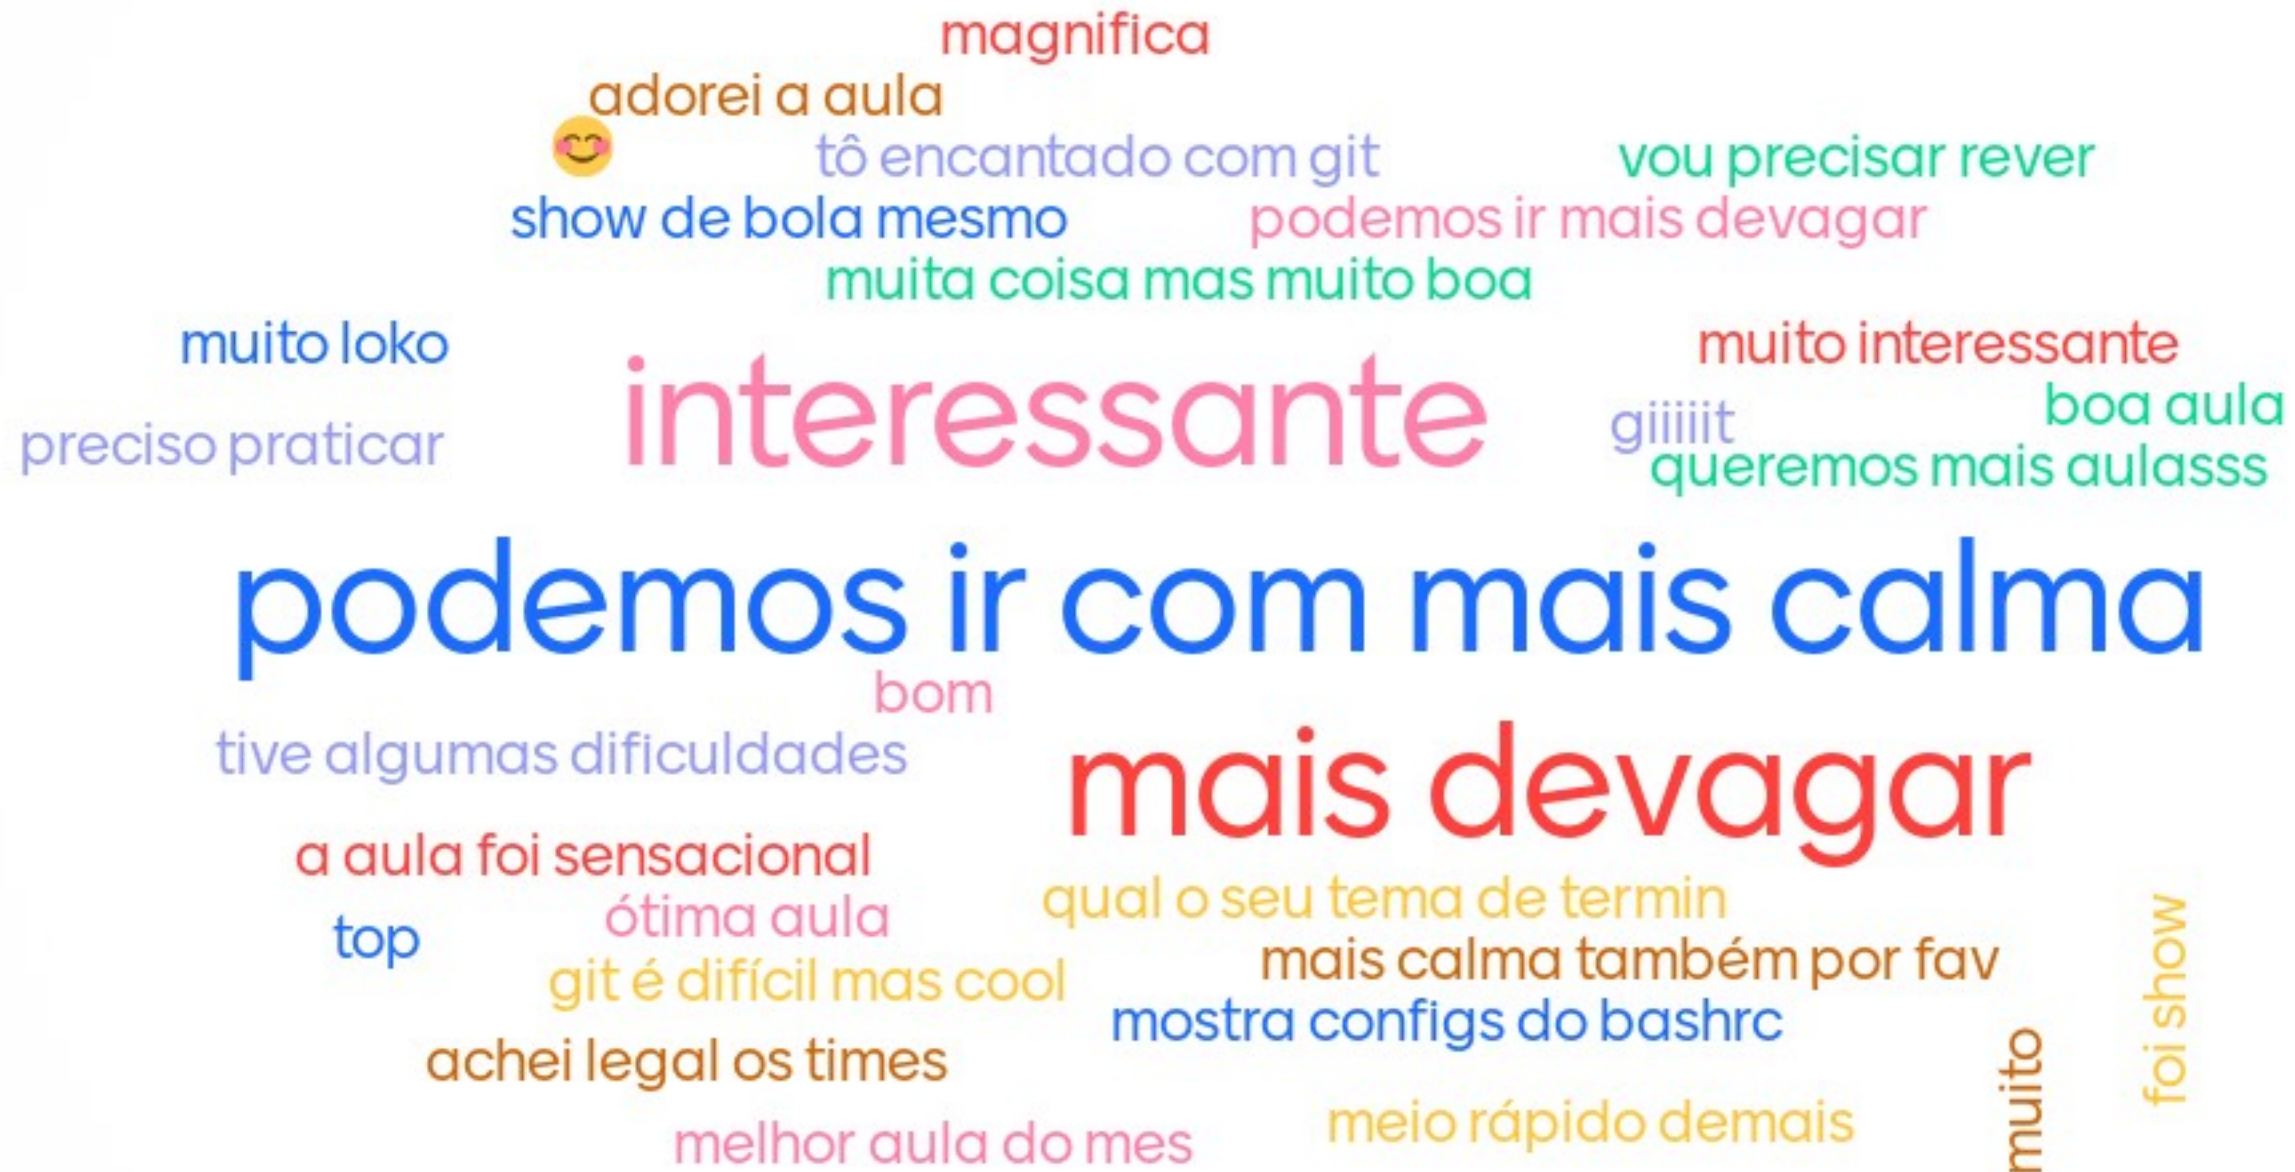 magnifica
adorei a aula
😊
tô encantado com git
vou precisar rever
show de bola mesmo
podemos ir mais devagar
muita coisa mas muito boa
muito loko
muito interessante
interessante
boa aula
giiiiit
preciso praticar
queremos mais aulasss
podemos ir com mais calma
bom
tive algumas dificuldades
mais devagar
a aula foi sensacional
qual o seu tema de termin
ótima aula
top
mais calma também por fav
git é difícil mas cool
foi show
mostra configs do bashrc
achei legal os times
muito
meio rápido demais
melhor aula do mes